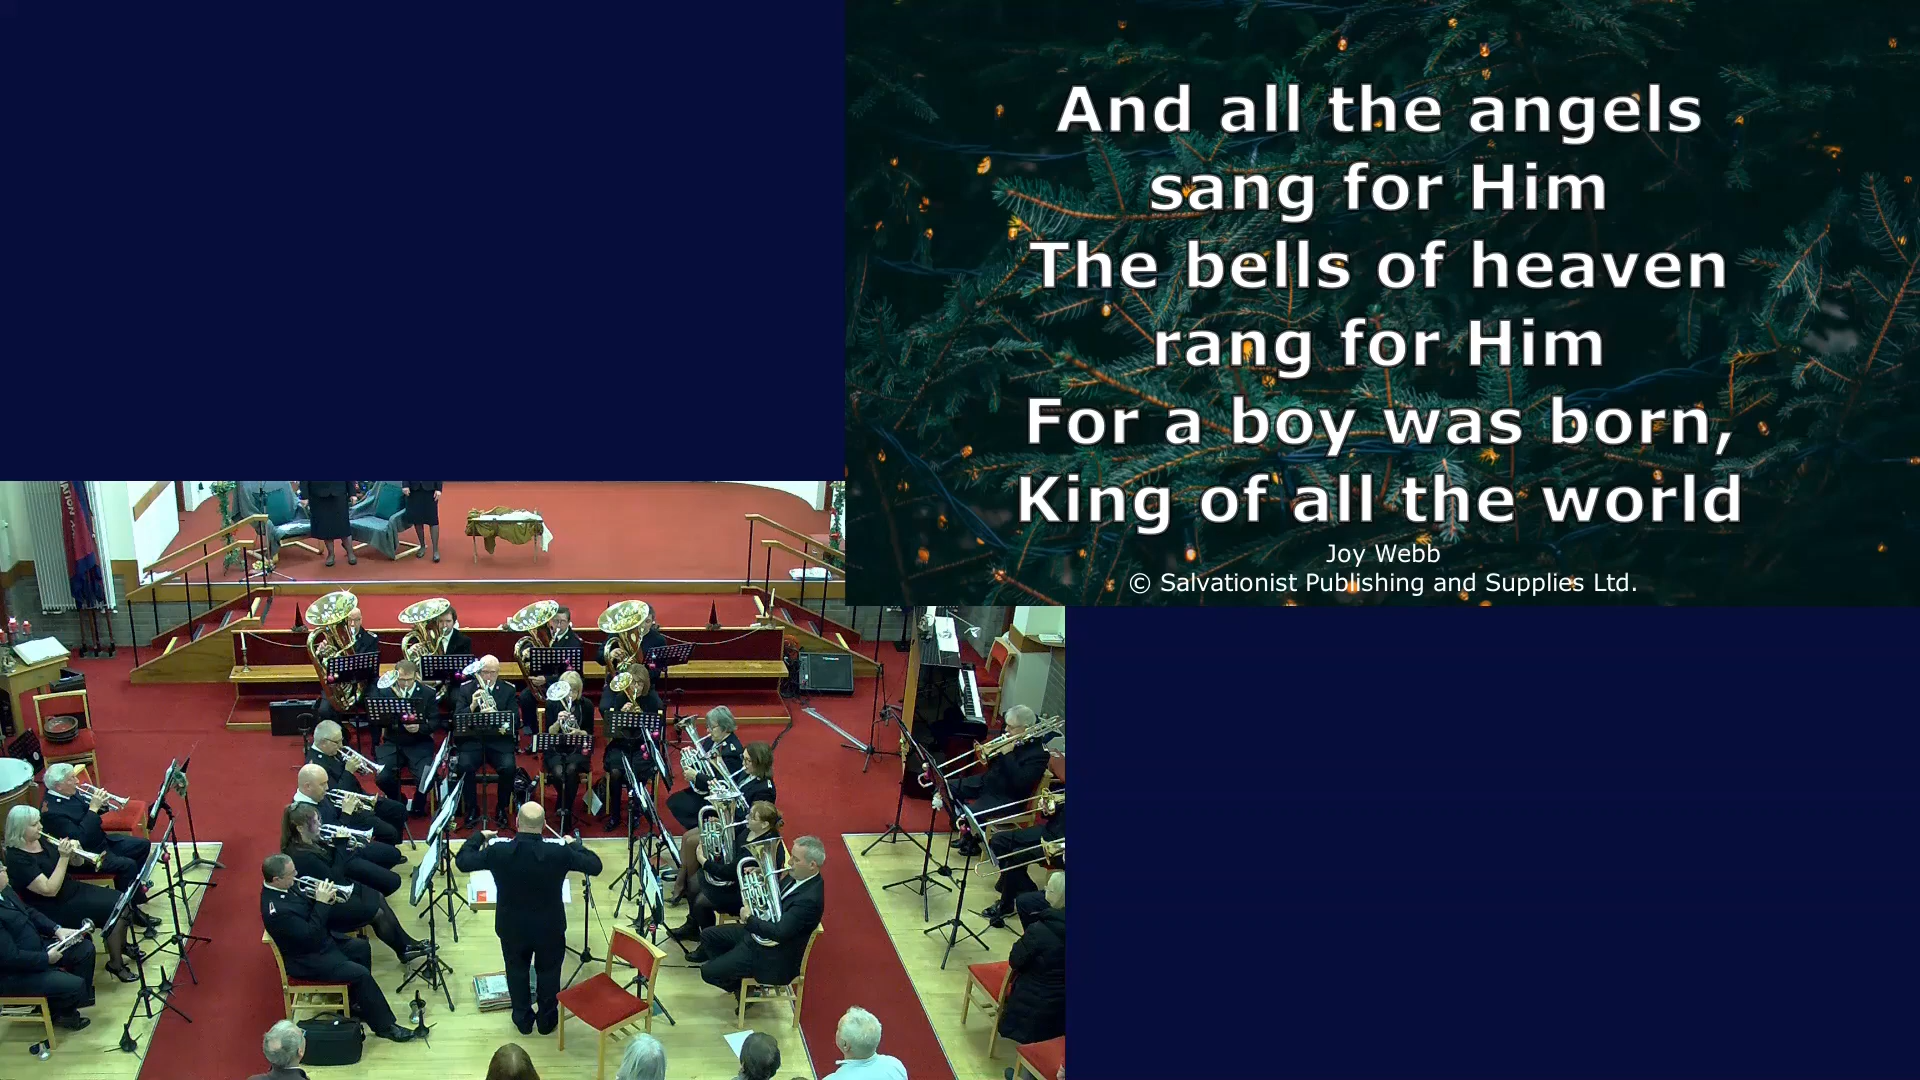 And all the angels
sang for Him
The bells of heaven
rang for Him
For a boy was born,
King of all the world
Joy Webb
© Salvationist Publishing and Supplies Ltd.